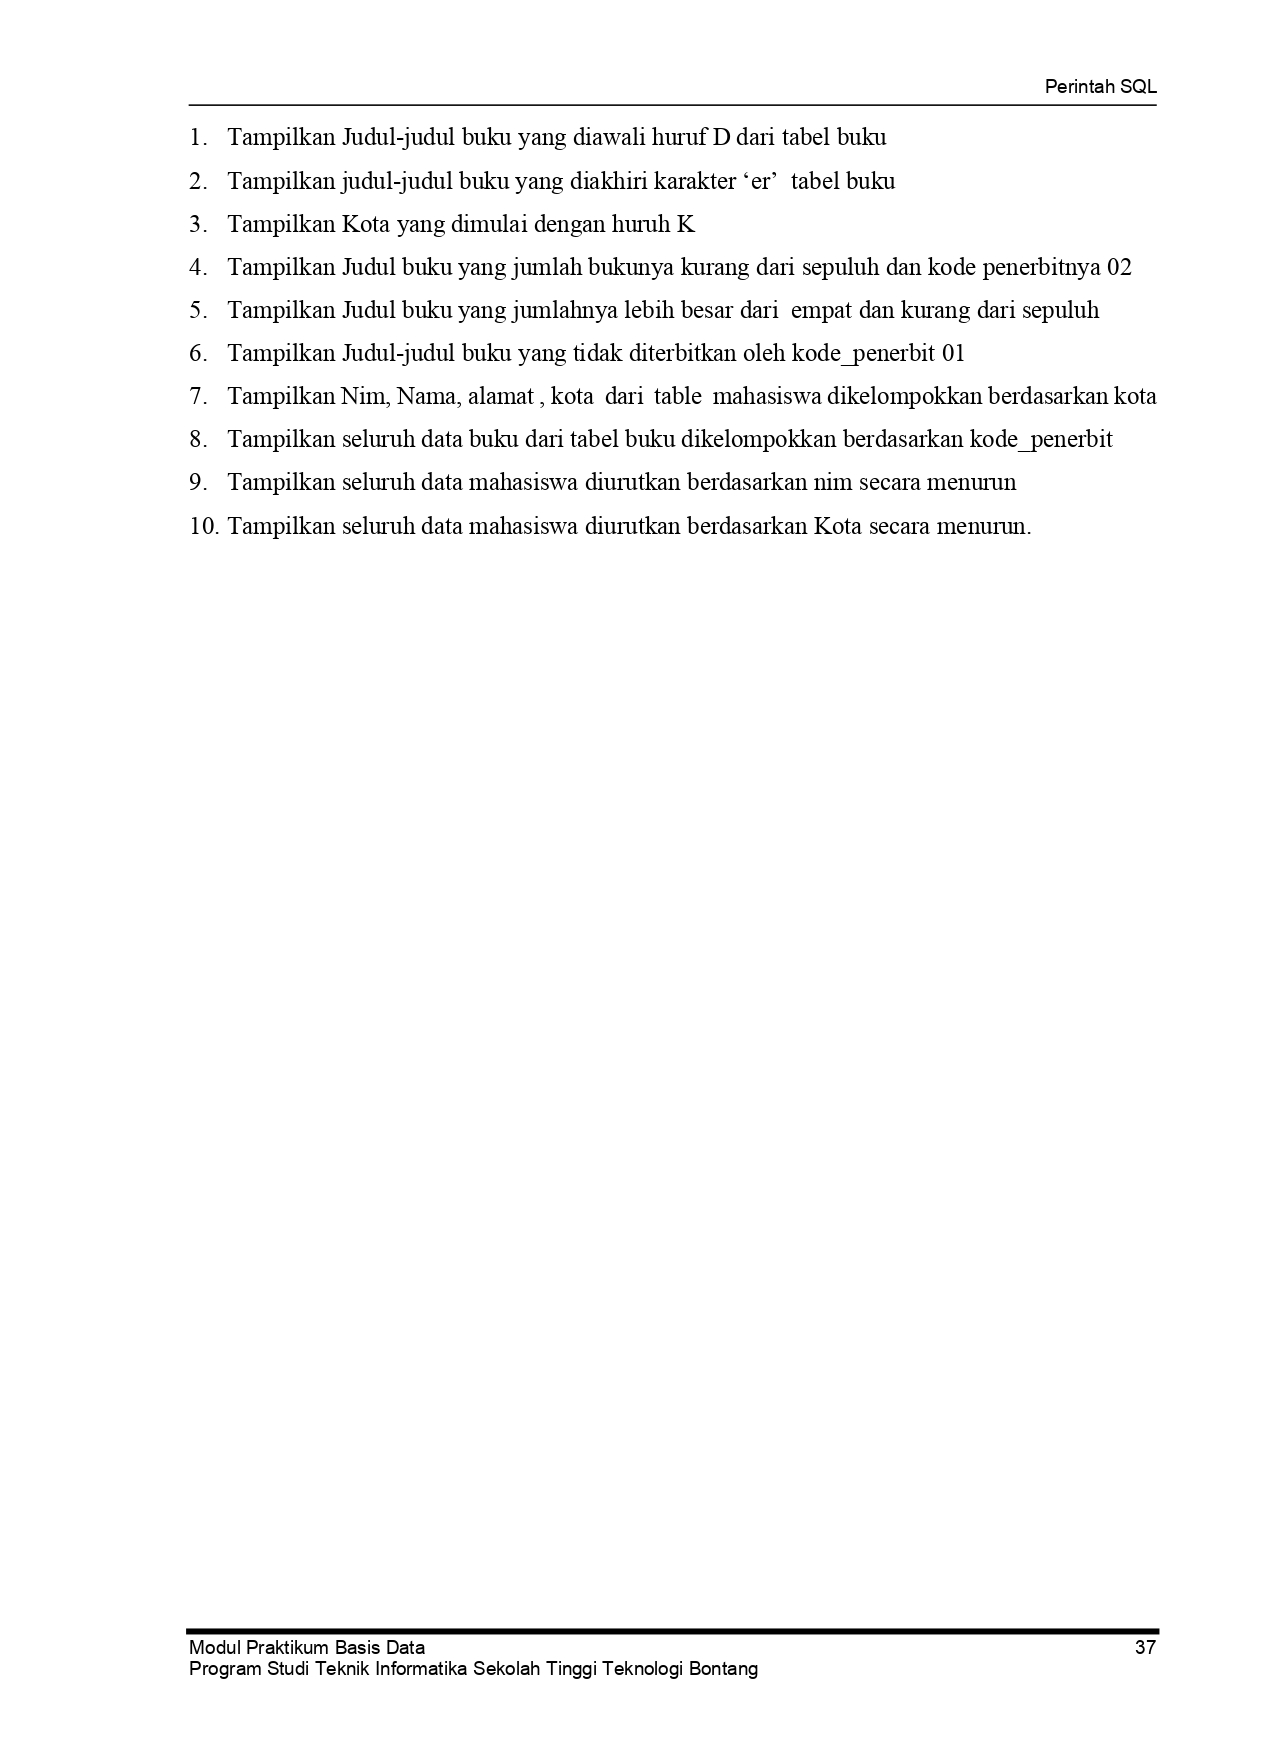 Perintah SQL
1. Tampilkan Judul-judul buku yang diawali huruf D dari tabel buku
2. Tampilkan judul-judul buku yang diakhiri karakter ‘er’ tabel buku
3. Tampilkan Kota yang dimulai dengan huruh K
4. Tampilkan Judul buku yang jumlah bukunya kurang dari sepuluh dan kode penerbitnya 02
5. Tampilkan Judul buku yang jumlahnya lebih besar dari empat dan kurang dari sepuluh
6. Tampilkan Judul-judul buku yang tidak diterbitkan oleh kode_penerbit 01
7. Tampilkan Nim, Nama, alamat , kota dari table mahasiswa dikelompokkan berdasarkan kota
8. Tampilkan seluruh data buku dari tabel buku dikelompokkan berdasarkan kode_penerbit
9. Tampilkan seluruh data mahasiswa diurutkan berdasarkan nim secara menurun
10. Tampilkan seluruh data mahasiswa diurutkan berdasarkan Kota secara menurun.
Modul Praktikum Basis Data 37
Program Studi Teknik Informatika Sekolah Tinggi Teknologi Bontang